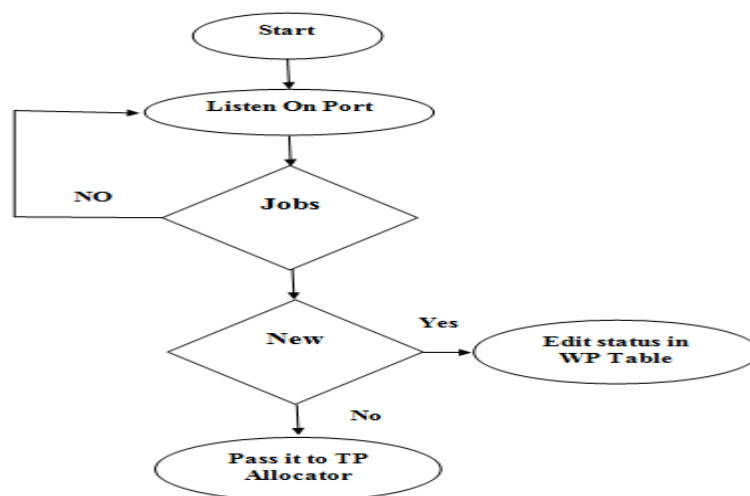 Start
Listen On Port
NO
Jobs
New
Yes
Edit status in
WP Table
No
Pass it to TP
Allocator